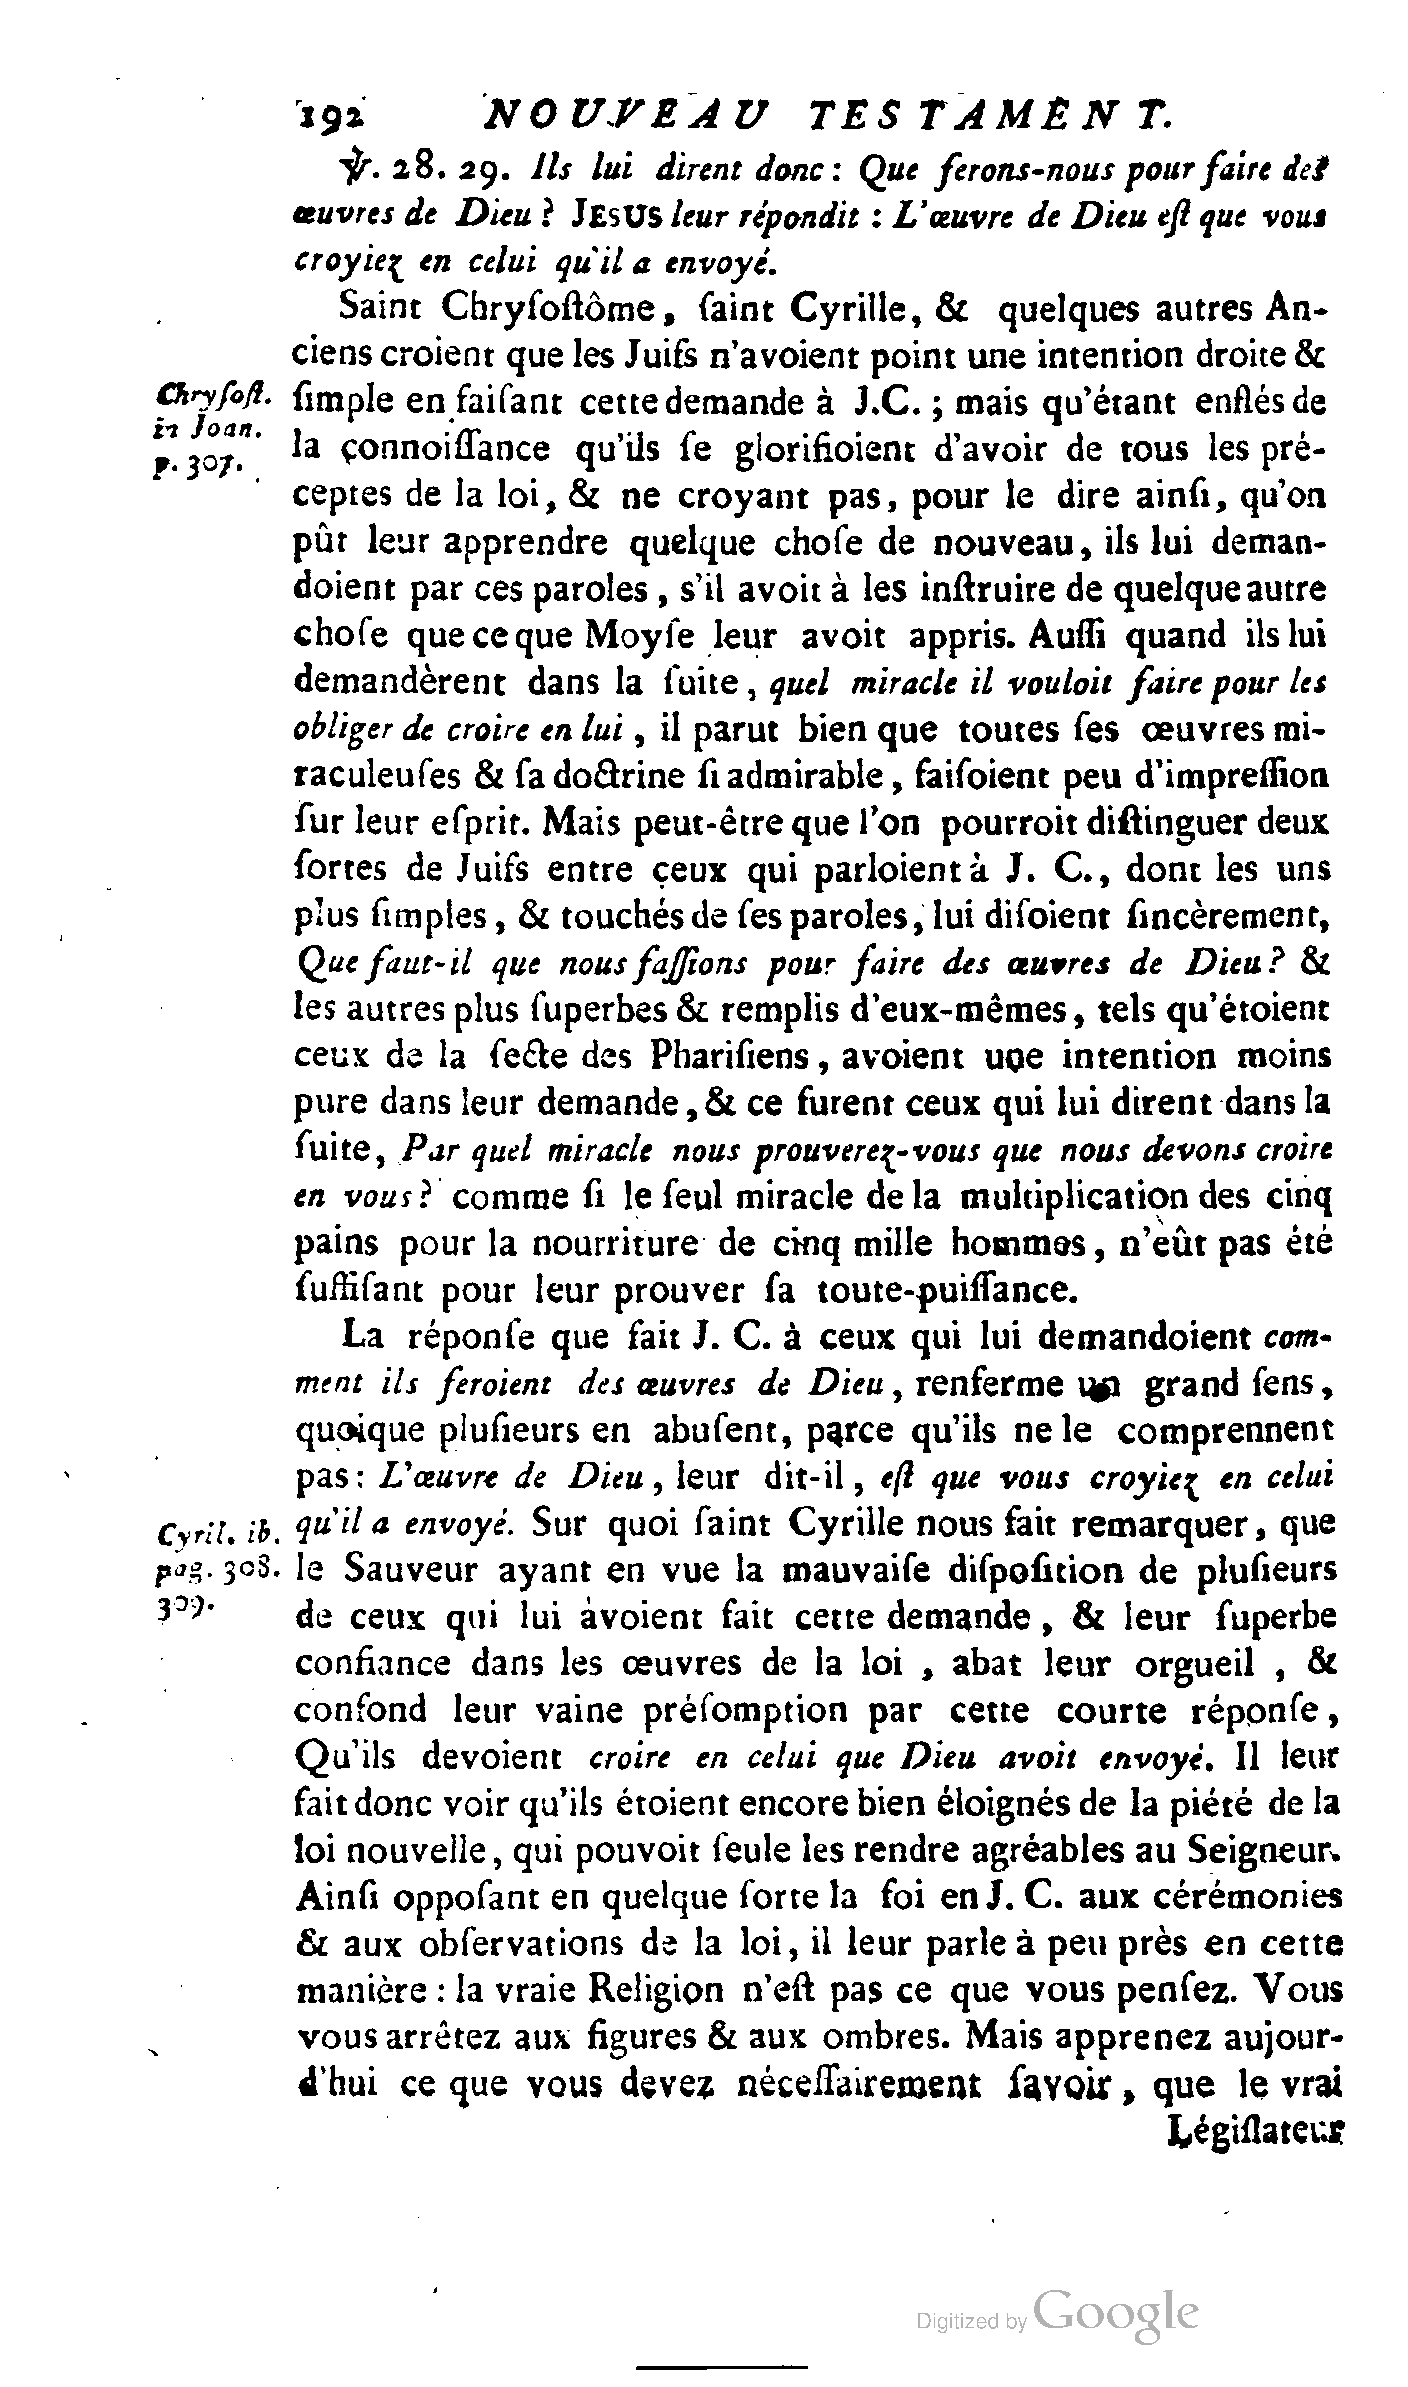 192 NOUVEAU TESTAMENT.
℣. 28. 29. Ils lui dirent donc : Que ferons-nous pour faire des
œuvres de Dieu ? JESUS leur répondit : L'œuvre de Dieu eſt que vous
croyiez en celui qu'il a envoyé.
Saint Chryſoſtôme, ſaint Cyrille, & quelques autres An-
ciens croient que les Juifs n'avoient point une intention droite &
Chryſoſt.
in Joan.
p. 307.
ſimple en faiſant cette demande à J.C. ; mais qu'étant enflés de
la connoiſſance qu'ils ſe glorifioient d'avoir de tous les pré-
ceptes de la loi, & ne croyant pas, pour le dire ainſi, qu'on
pût leur apprendre quelque choſe de nouveau, ils lui deman-
doient par ces paroles, s'il avoit à les inſtruire de quelque autre
choſe que ce que Moyſe leur avoit appris. Auſſi quand ils lui
demandèrent dans la ſuite, quel miracle il vouloit faire pour les
obliger de croire en lui, il parut bien que toutes ſes œuvres mi-
raculeuſes & ſa doctrine ſi admirable, faiſoient peu d'impreſſion
ſur leur eſprit. Mais peut-être que l'on pourroit diſtinguer deux
ſortes de Juifs entre ceux qui parloient à J. C., dont les uns
plus ſimples, & touchés de ſes paroles, lui diſoient ſincèrement,
Que faut-il que nous faſſions pour faire des œuvres de Dieu ? &
les autres plus ſuperbes & remplis d'eux-mêmes, tels qu'étoient
ceux de la ſecte des Phariſiens, avoient une intention moins
pure dans leur demande, & ce furent ceux qui lui dirent dans la
ſuite, Par quel miracle nous prouverez-vous que nous devons croire
en vous ? comme ſi le ſeul miracle de la multiplication des cinq
pains pour la nourriture de cinq mille hommes, n'eût pas été
ſuffiſant pour leur prouver ſa toute-puiſſance.
La réponſe que fait J. C. à ceux qui lui demandoient com-
ment ils feroient des œuvres de Dieu, renferme un grand ſens,
quoique pluſieurs en abuſent, parce qu'ils ne le comprennent
pas : L'œuvre de Dieu, leur dit-il, eſt que vous croyiez en celui
Cyril. ib.
pag. 308.
309.
qu'il a envoyé. Sur quoi ſaint Cyrille nous fait remarquer, que
le Sauveur ayant en vue la mauvaiſe diſpoſition de pluſieurs
de ceux qui lui avoient fait cette demande, & leur ſuperbe
confiance dans les œuvres de la loi, abat leur orgueil, &
confond leur vaine préſomption par cette courte réponſe,
Qu'ils devoient croire en celui que Dieu avoit envoyé. Il leur
fait donc voir qu'ils étoient encore bien éloignés de la piété de la
loi nouvelle, qui pouvoit ſeule les rendre agréables au Seigneur.
Ainſi oppoſant en quelque ſorte la foi en J. C. aux cérémonies
& aux obſervations de la loi, il leur parle à peu près en cette
manière : la vraie Religion n'eſt pas ce que vous penſez. Vous
vous arrêtez aux figures & aux ombres. Mais apprenez aujour-
d'hui ce que vous devez néceſſairement ſavoir, que le vrai
Légiſlateur
Digitized by Google